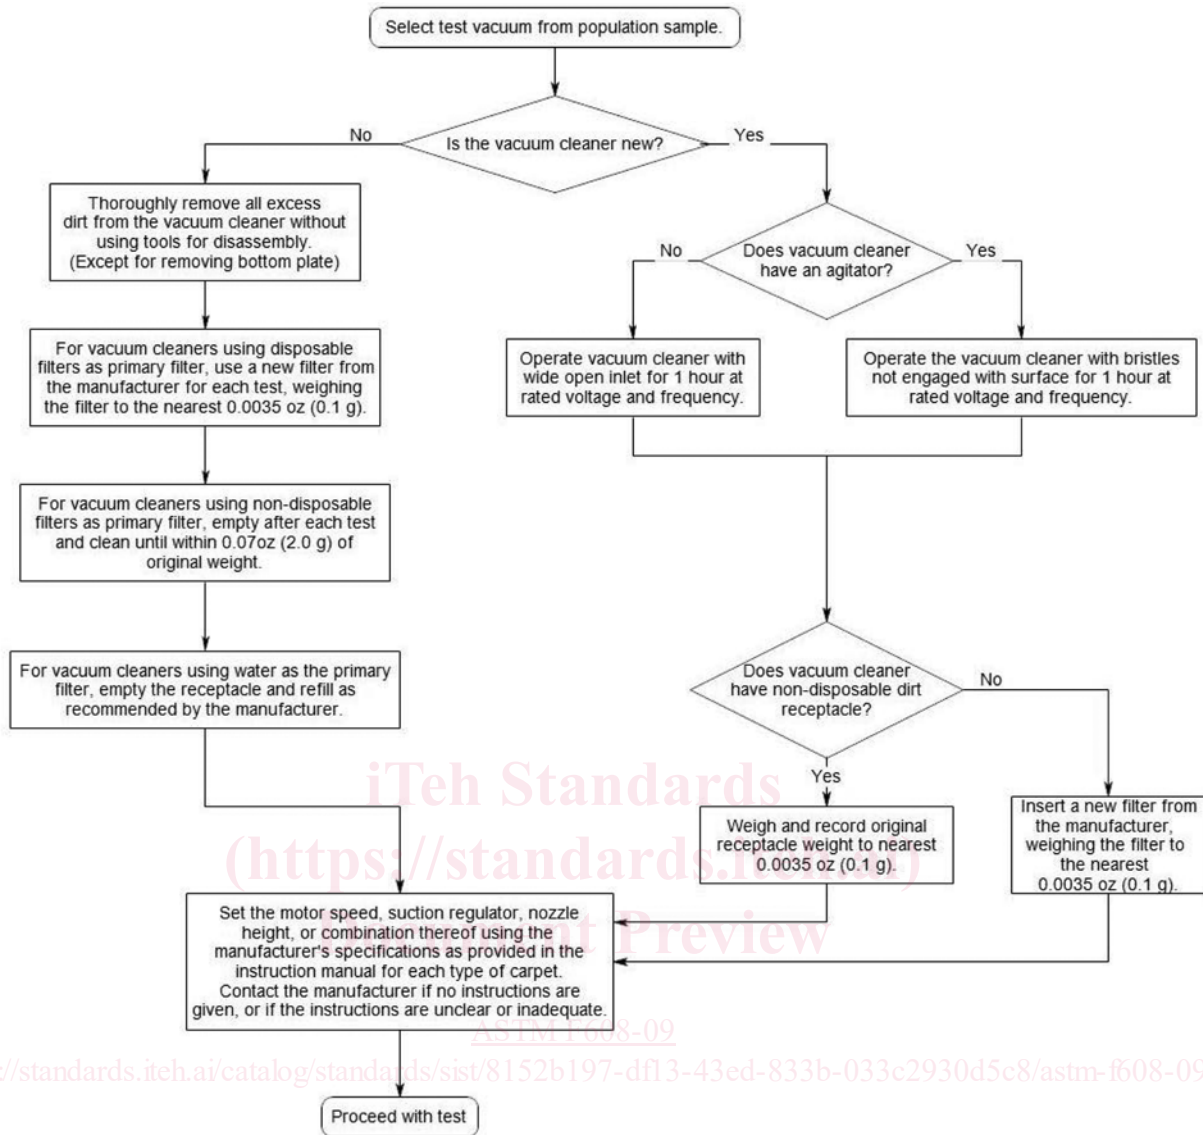 Select test vacuum from population sample.
Is the vacuum cleaner new?
No
Yes
Thoroughly remove all excess
dirt from the vacuum cleaner without
using tools for disassembly.
(Except for removing bottom plate)
Does vacuum cleaner
have an agitator?
No
Yes
For vacuum cleaners using disposable
filters as primary filter, use a new filter from
the manufacturer for each test, weighing
the filter to the nearest 0.0035 oz (0.1 g).
Operate vacuum cleaner with
wide open inlet for 1 hour at
rated voltage and frequency.
Operate the vacuum cleaner with bristles
not engaged with surface for 1 hour at
rated voltage and frequency.
For vacuum cleaners using non-disposable
filters as primary filter, empty after each test
and clean until within 0.07oz (2.0 g) of
original weight.
For vacuum cleaners using water as the primary
filter, empty the receptacle and refill as
recommended by the manufacturer.
Does vacuum cleaner
have non-disposable dirt
receptacle?
No
Yes
Weigh and record original
receptacle weight to nearest
0.0035 oz (0.1 g).
Insert a new filter from
the manufacturer,
weighing the filter to
the nearest
0.0035 oz (0.1 g).
iTeh Standards
(https://standards.iteh.ai)
Document Preview
Set the motor speed, suction regulator, nozzle
height, or combination thereof using the
manufacturer's specifications as provided in the
instruction manual for each type of carpet.
Contact the manufacturer if no instructions are
given, or if the instructions are unclear or inadequate.
ASTM F608-09
://standards.iteh.ai/catalog/standards/sist/8152b197-df13-43ed-833b-033c2930d5c8/astm-f608-09
Proceed with test